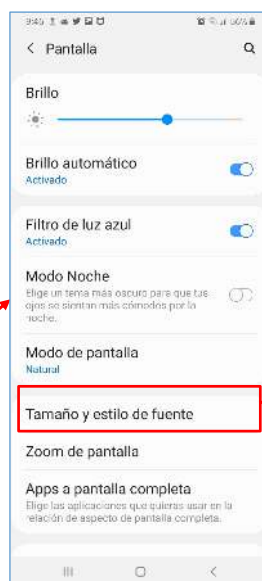 9:45
Pantalla
Brillo
Brillo automático
Activado
Filtro de luz azul
Activado
Modo Noche
Elige un tema más oscuro para que tus
ojos se sientan más cómodos por la
noche.
Modo de pantalla
Natural
Tamaño y estilo de fuente
Zoom de pantalla
Apps a pantalla completa
Elige las aplicaciones que quieras usar en la
relación de aspecto de pantalla completa.